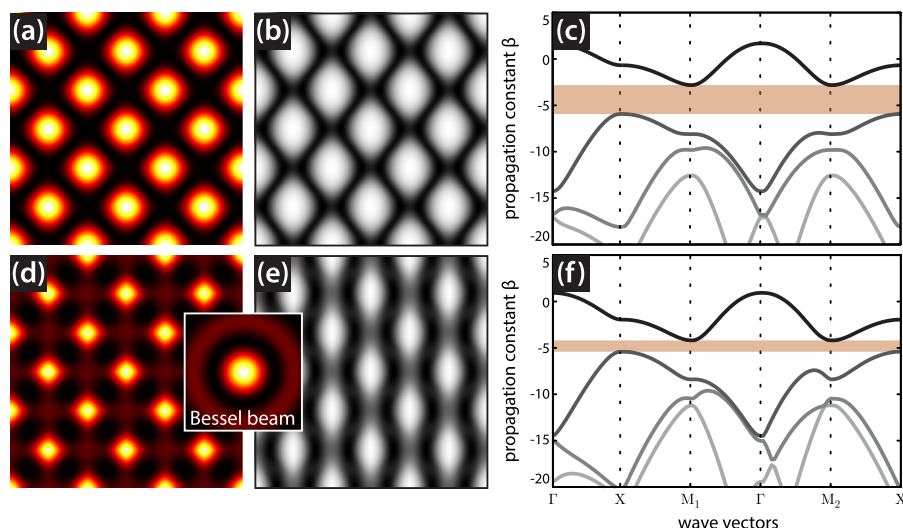 (a)
(b)
(c)
5
0
-5
-10
-15
-20
propagation constant β
(d)
Bessel beam
(e)
(f)
5
0
-5
-10
-15
-20
propagation constant β
Γ X M1 Γ M2 X
wave vectors